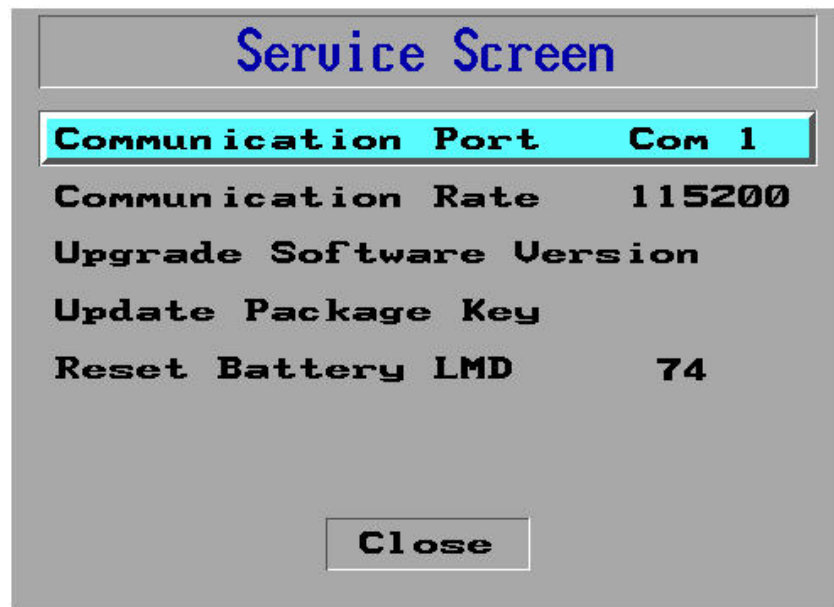 Service Screen
Communication Port Com 1
Communication Rate 115200
Upgrade Software Version
Update Package Key
Reset Battery LMD 74
Close